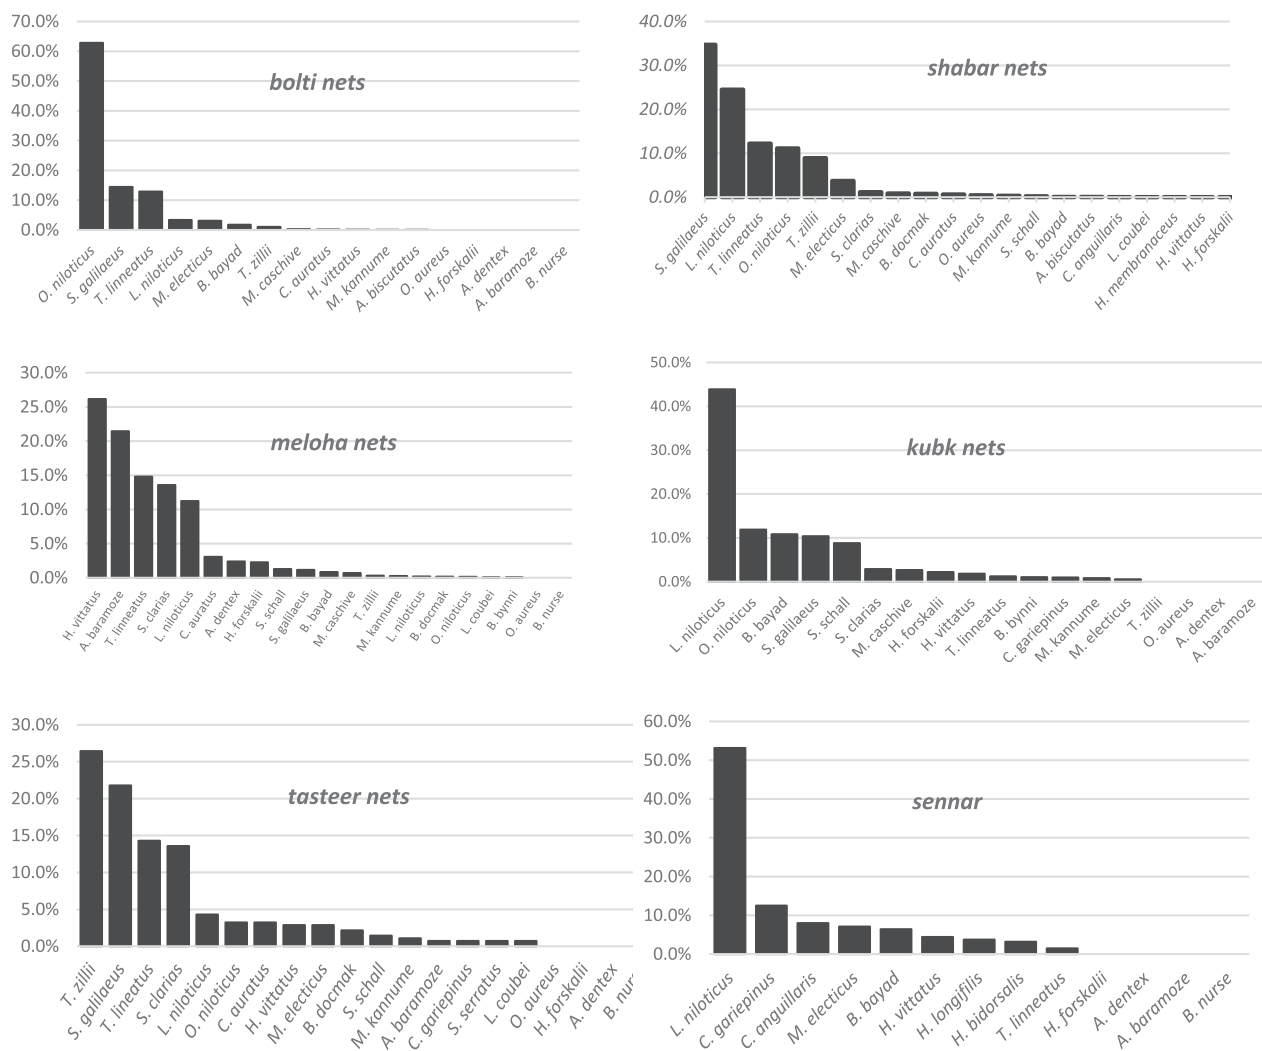 70.0%
60.0%
50.0%
40.0%
30.0%
20.0%
10.0%
0.0%
bolti nets
O. niloticus
S. galilaeus
T. linneatus
L. niloticus
M. electicus
B. bayad
T. zillii
M. caschive
C. auratus
H. vittatus
M. kannume
A. biscutatus
O. aureus
H. forskalii
A. dentex
A. baramoze
B. nurse
40.0%
30.0%
20.0%
10.0%
0.0%
shabar nets
S. galilaeus
L. niloticus
T. linneatus
O. niloticus
T. zillii
M. electicus
S. clarias
M. caschive
B. docmak
C. auratus
O. aureus
M. kannume
S. schall
B. bayad
A. biscutatus
C. anguillaris
L. coubei
H. membranaceus
H. vittatus
H. forskalii
30.0%
25.0%
20.0%
15.0%
10.0%
5.0%
0.0%
meloha nets
H. vittatus
A. baramoze
T. linneatus
S. clarias
L. niloticus
C. auratus
A. dentex
H. forskalii
S. schall
S. galilaeus
B. bayad
M. caschive
T. zillii
M. kannume
L. niloticus
B. docmak
O. niloticus
L. coubei
B. bynni
O. aureus
B. nurse
50.0%
40.0%
30.0%
20.0%
10.0%
0.0%
kubk nets
L. niloticus
O. niloticus
B. bayad
S. galilaeus
S. schall
S. clarias
M. caschive
H. forskalii
H. vittatus
T. linneatus
B. bynni
C. gariepinus
M. kannume
M. electicus
T. zillii
O. aureus
A. dentex
A. baramoze
30.0%
25.0%
20.0%
15.0%
10.0%
5.0%
0.0%
tasteer nets
T. zillii
S. galilaeus
T. lineatus
S. clarias
L. niloticus
O. niloticus
C. auratus
H. vittatus
M. electicus
B. docmak
S. schall
M. kannume
A. baramoze
C. gariepinus
S. serratus
L. coubei
O. aureus
H. forskalii
A. dentex
B. nur
60.0%
50.0%
40.0%
30.0%
20.0%
10.0%
0.0%
sennar
L. niloticus
C. gariepinus
C. anguillaris
M. electicus
B. bayad
H. vittatus
H. longifilis
H. bidorsalis
T. linneatus
H. forskalii
A. dentex
A. baramoze
B. nurse